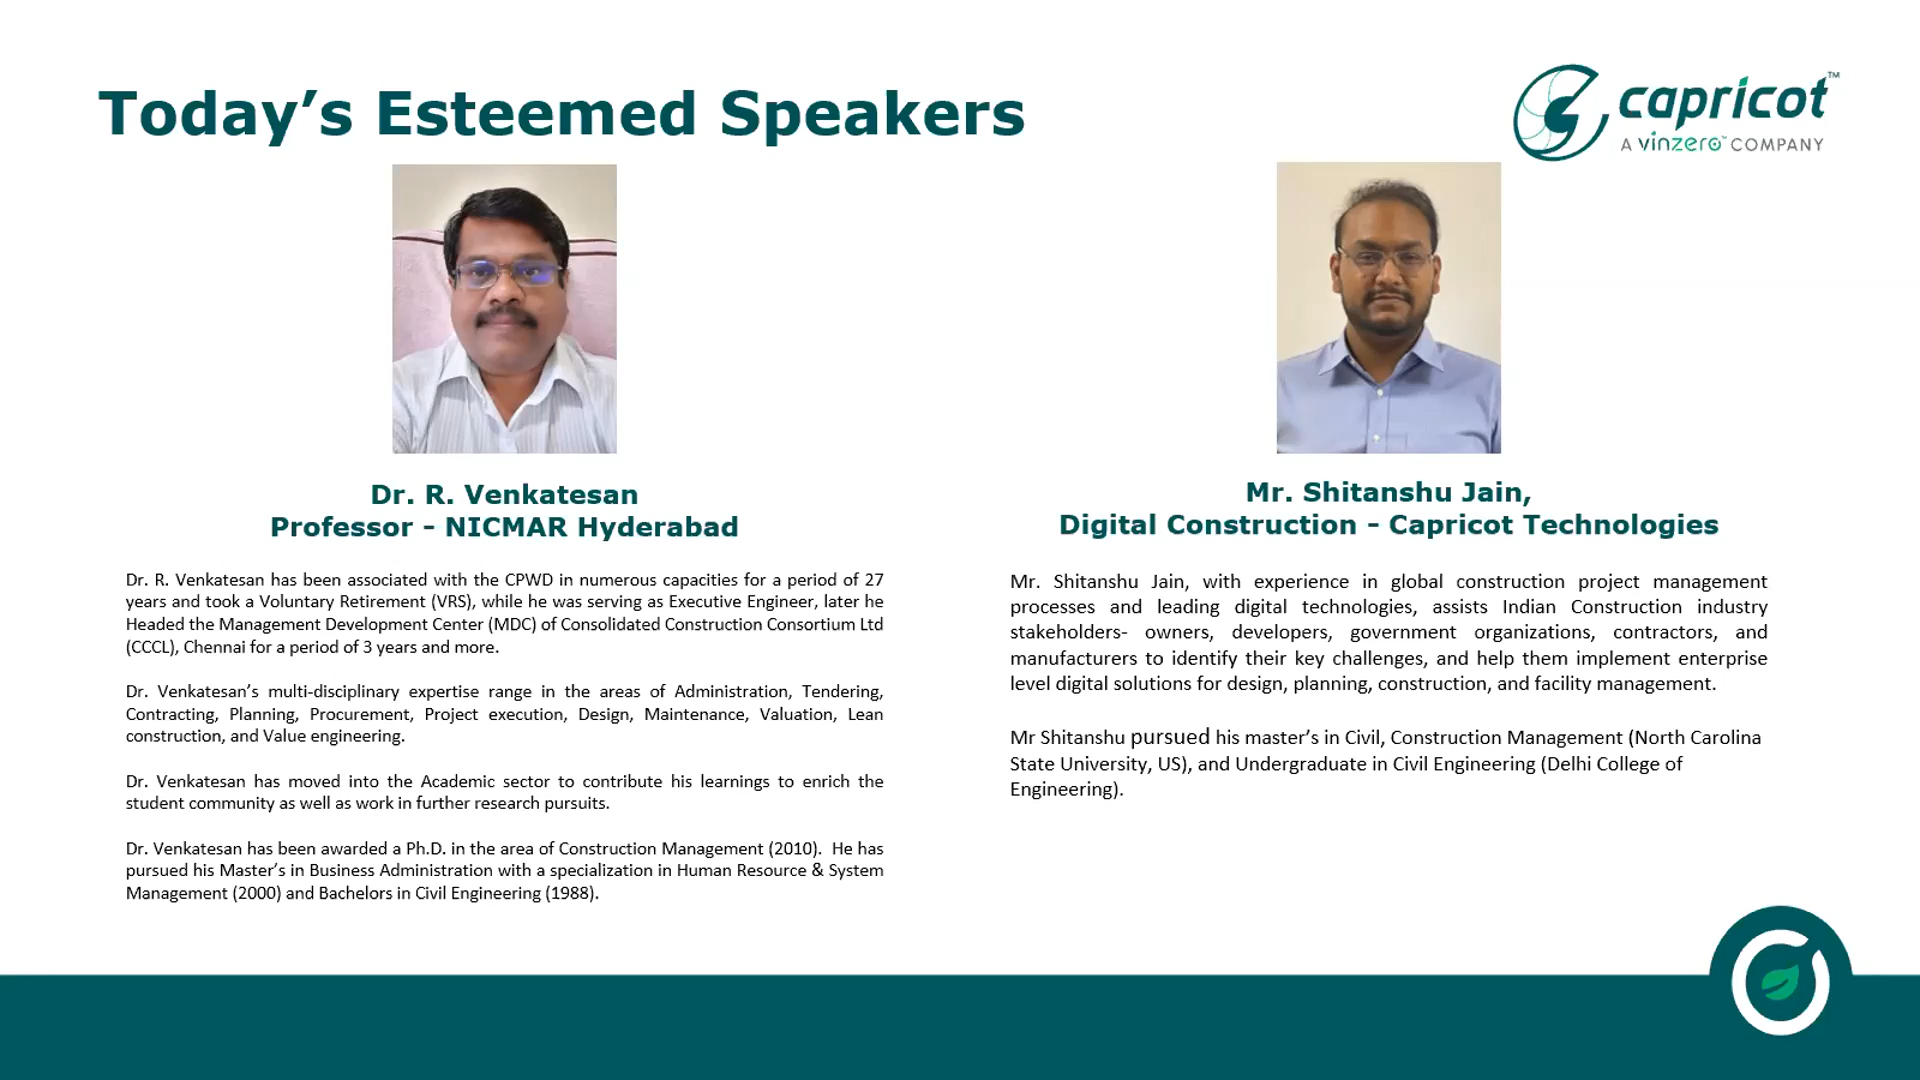 Today’s Esteemed Speakers
capricot™
A vinzero™ COMPANY
Dr. R. Venkatesan
Professor - NICMAR Hyderabad
Dr. R. Venkatesan has been associated with the CPWD in numerous capacities for a period of 27
years and took a Voluntary Retirement (VRS), while he was serving as Executive Engineer, later he
Headed the Management Development Center (MDC) of Consolidated Construction Consortium Ltd
(CCCL), Chennai for a period of 3 years and more.
Dr. Venkatesan’s multi-disciplinary expertise range in the areas of Administration, Tendering,
Contracting, Planning, Procurement, Project execution, Design, Maintenance, Valuation, Lean
construction, and Value engineering.
Dr. Venkatesan has moved into the Academic sector to contribute his learnings to enrich the
student community as well as work in further research pursuits.
Dr. Venkatesan has been awarded a Ph.D. in the area of Construction Management (2010). He has
pursued his Master’s in Business Administration with a specialization in Human Resource & System
Management (2000) and Bachelors in Civil Engineering (1988).
Mr. Shitanshu Jain,
Digital Construction - Capricot Technologies
Mr. Shitanshu Jain, with experience in global construction project management
processes and leading digital technologies, assists Indian Construction industry
stakeholders- owners, developers, government organizations, contractors, and
manufacturers to identify their key challenges, and help them implement enterprise
level digital solutions for design, planning, construction, and facility management.
Mr Shitanshu pursued his master’s in Civil, Construction Management (North Carolina
State University, US), and Undergraduate in Civil Engineering (Delhi College of
Engineering).